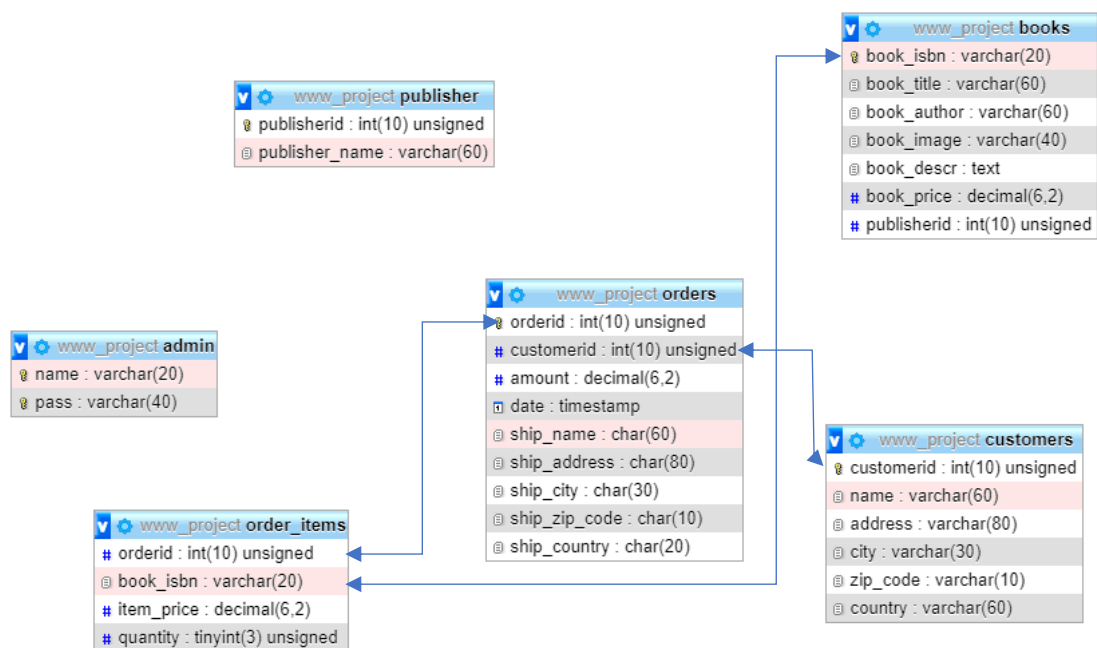 www_project books
book_isbn : varchar(20)
book_title : varchar(60)
book_author : varchar(60)
book_image : varchar(40)
book_descr : text
# book_price : decimal(6,2)
# publisherid : int(10) unsigned
www_project publisher
publisherid : int(10) unsigned
publisher_name : varchar(60)
www_project orders
orderid : int(10) unsigned
# customerid : int(10) unsigned
# amount : decimal(6,2)
date : timestamp
ship_name : char(60)
ship_address : char(80)
ship_city : char(30)
ship_zip_code : char(10)
ship_country : char(20)
www_project admin
name : varchar(20)
pass : varchar(40)
www_project customers
customerid : int(10) unsigned
name : varchar(60)
address : varchar(80)
city : varchar(30)
zip_code : varchar(10)
country : varchar(60)
www_project order_items
# orderid : int(10) unsigned
book_isbn : varchar(20)
# item_price : decimal(6,2)
# quantity : tinyint(3) unsigned